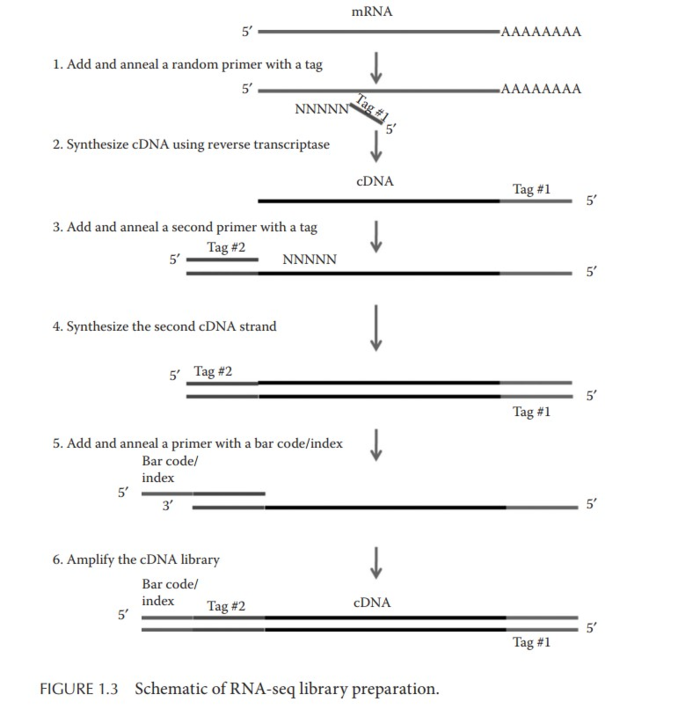 mRNA
5′ AAAAAAAA
1. Add and anneal a random primer with a tag
5′ AAAAAAAA
NNNNN Tag #1 5′
2. Synthesize cDNA using reverse transcriptase
cDNA
Tag #1 5′
3. Add and anneal a second primer with a tag
Tag #2
5′ NNNNN
5′
4. Synthesize the second cDNA strand
5′ Tag #2
5′
Tag #1
5. Add and anneal a primer with a bar code/index
Bar code/
index
5′
3′ 5′
6. Amplify the cDNA library
Bar code/
index Tag #2 cDNA
5′
5′
Tag #1
FIGURE 1.3 Schematic of RNA-seq library preparation.